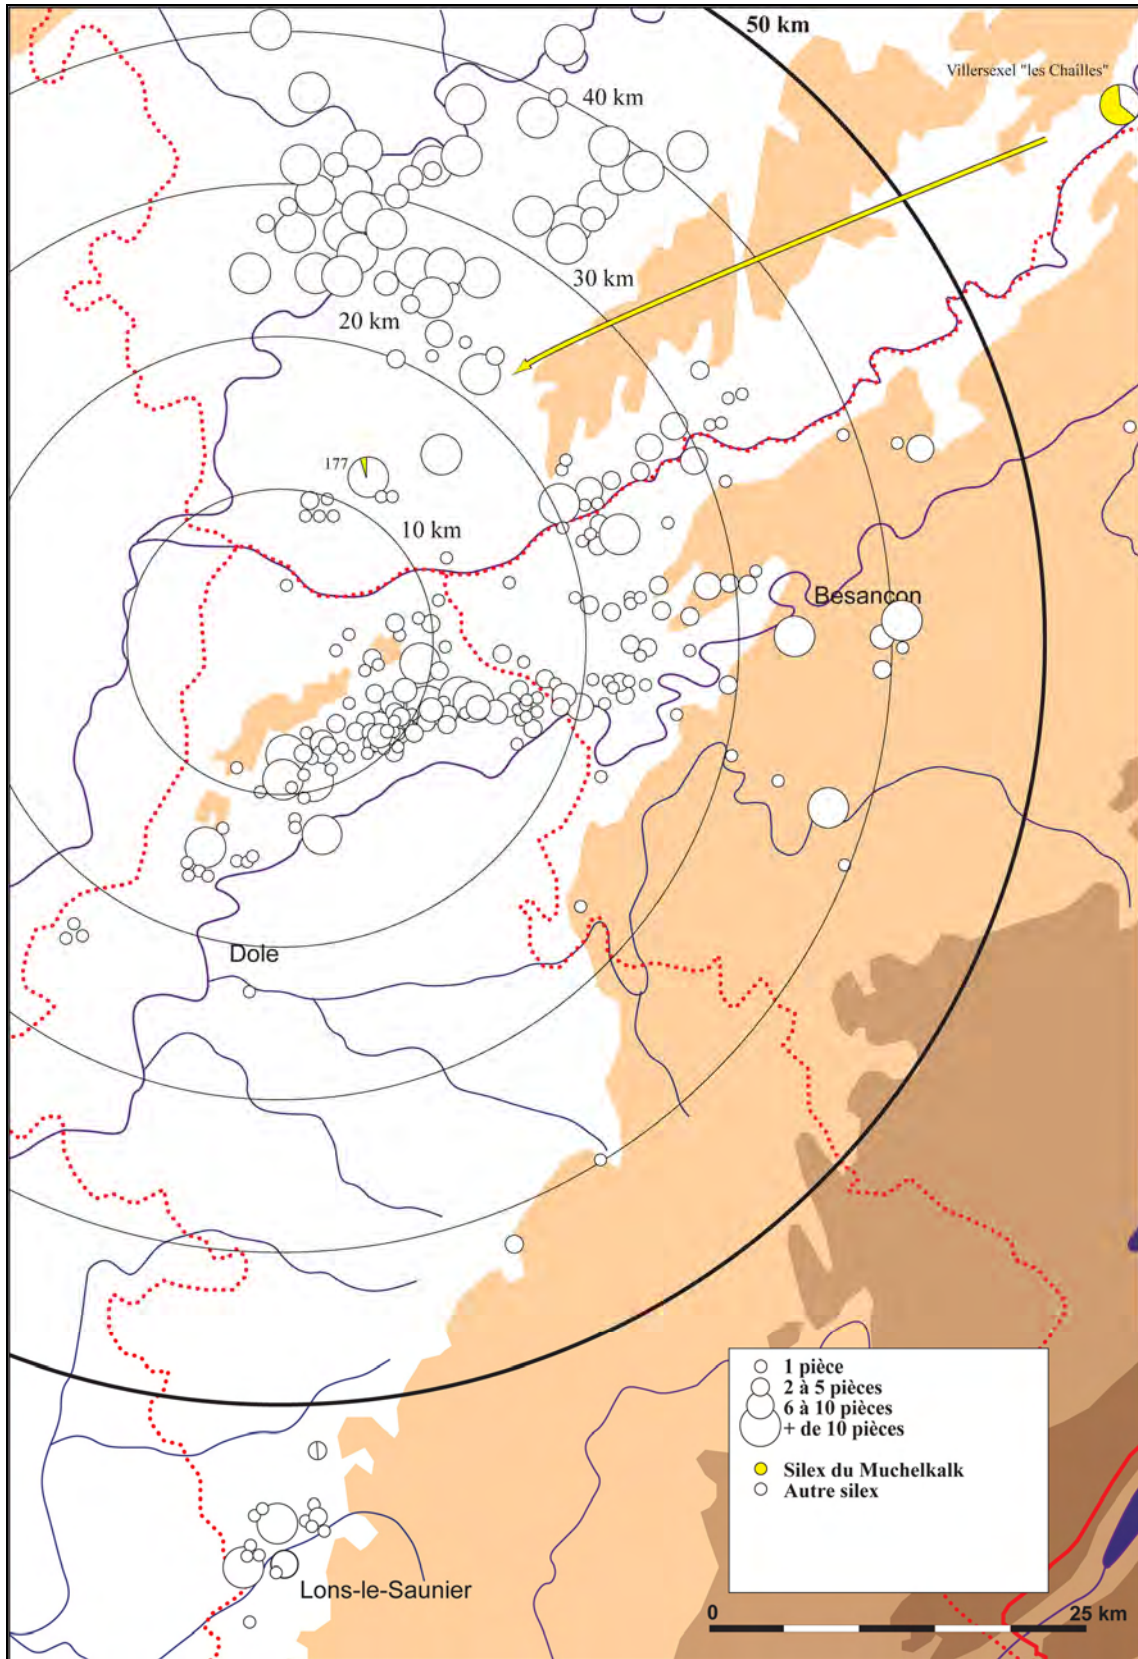 50 km
Villersexel "les Chailles"
40 km
30 km
20 km
177
10 km
Besançon
Dole
1 pièce
2 à 5 pièces
6 à 10 pièces
+ de 10 pièces
Silex du Muchelkalk
Autre silex
Lons-le-Saunier
0 25 km